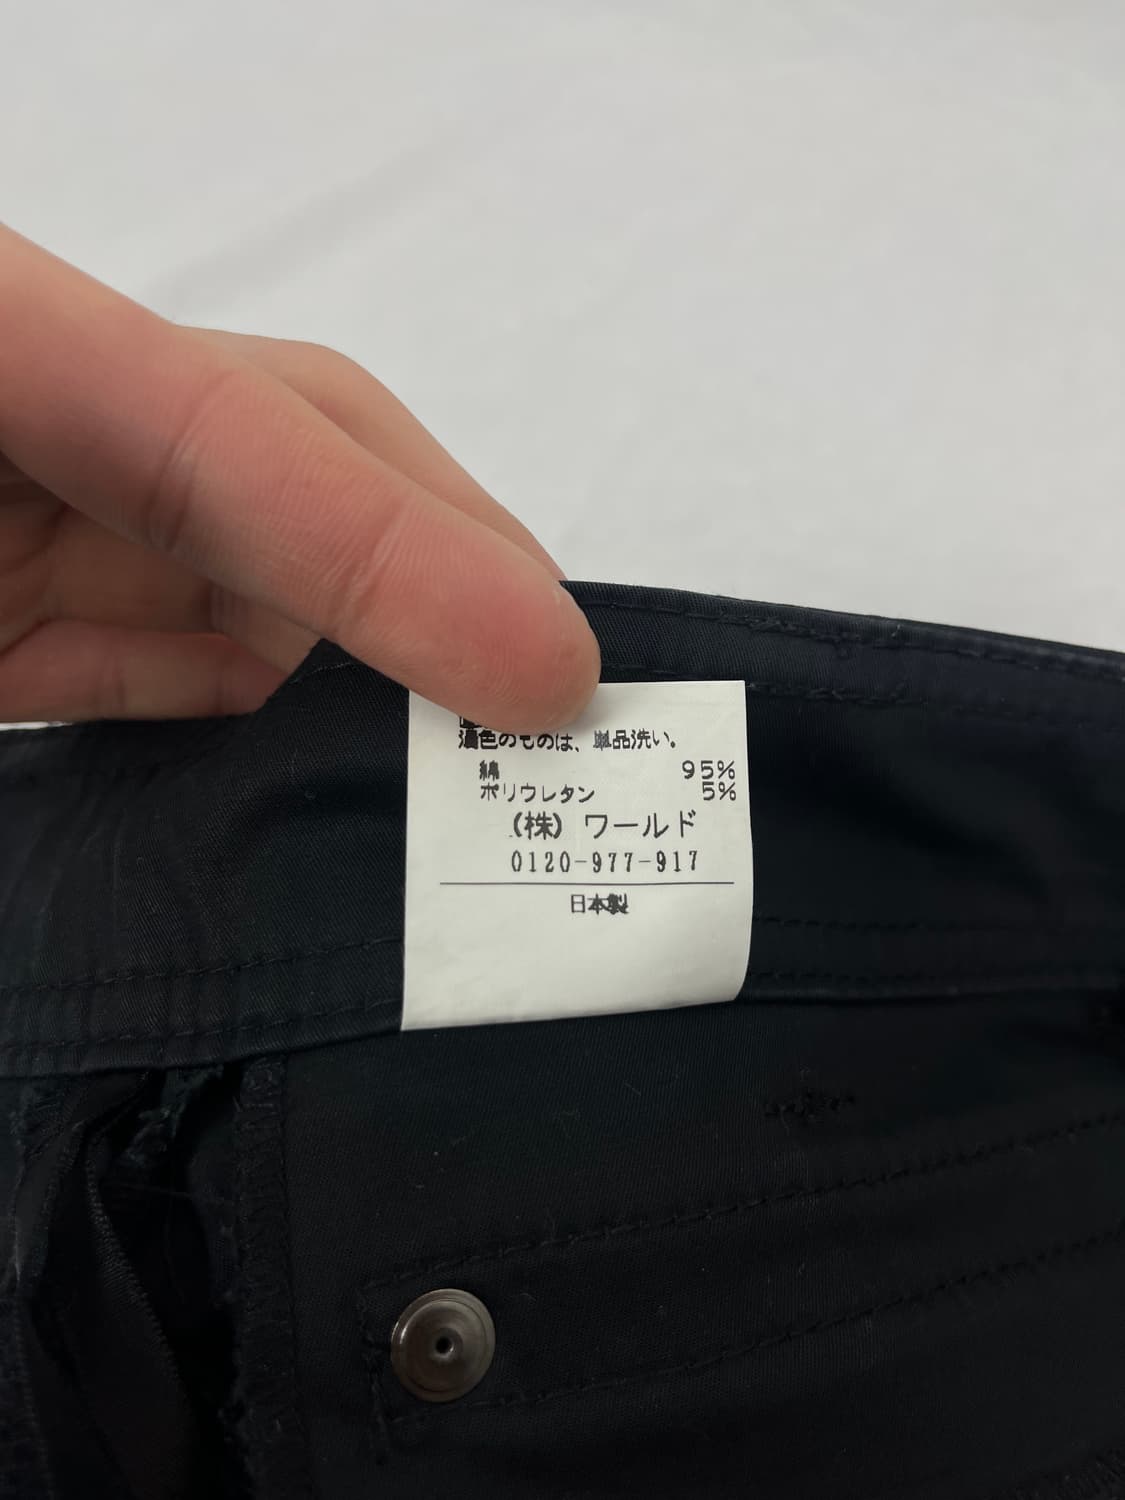 濃色のものは、単品洗い。
綿 95%
ポリウレタン 5%
(株) ワールド
0120-977-917
日本製